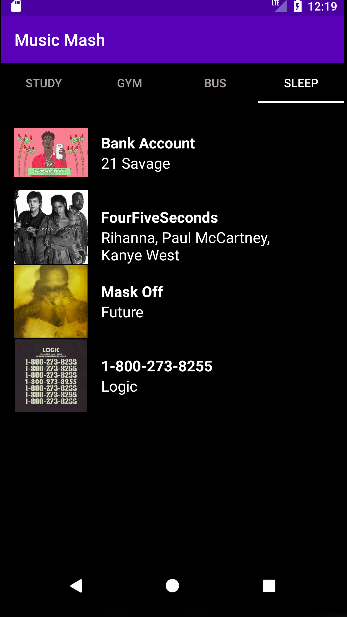 LTE 12:19
Music Mash
STUDY GYM BUS SLEEP
Bank Account
21 Savage
FourFiveSeconds
Rihanna, Paul McCartney,
Kanye West
Mask Off
Future
LOGIC
1-800-273-8255
1-800-273-8255
1-800-273-8255
1-800-273-8255
1-800-273-8255
1-800-273-8255
1-800-273-8255
1-800-273-8255
Logic